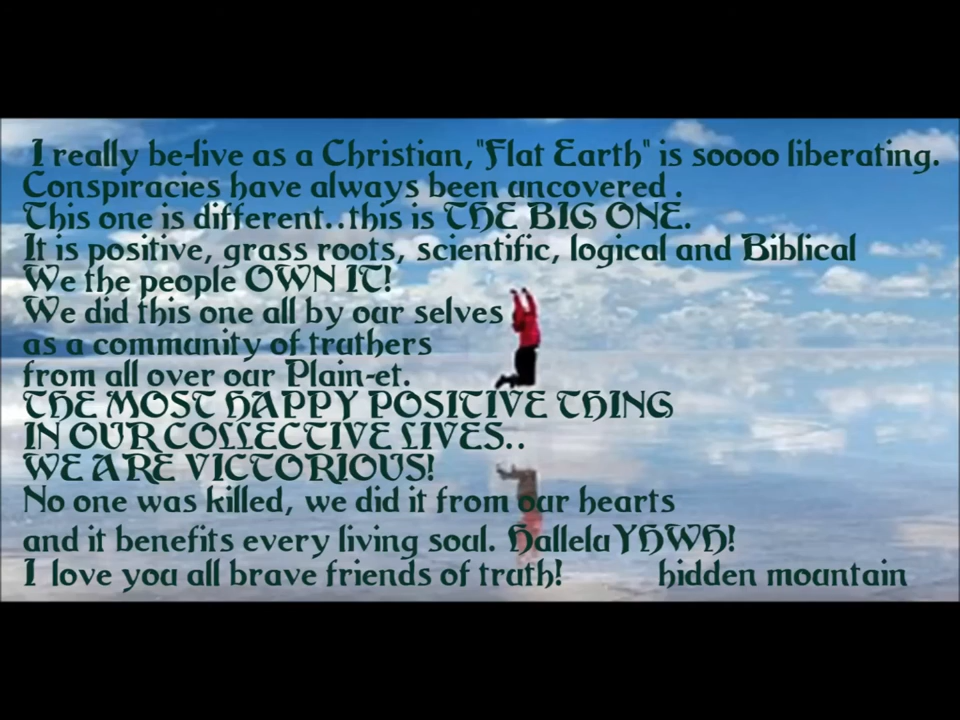 I really be-live as a Christian,"Flat Earth" is soooo liberating.
Conspiracies have always been uncovered .
This one is different..this is THE BIG ONE.
It is positive, grass roots, scientific, logical and Biblical
We the people OWN IT!
We did this one all by our selves
as a community of truthers
from all over our Plain-et.
THE MOST HAPPY POSITIVE THING
IN OUR COLLECTIVE LIVES..
WE ARE VICTORIOUS!
No one was killed, we did it from our hearts
and it benefits every living soul. HalleluYHWH!
I love you all brave friends of truth! hidden mountain